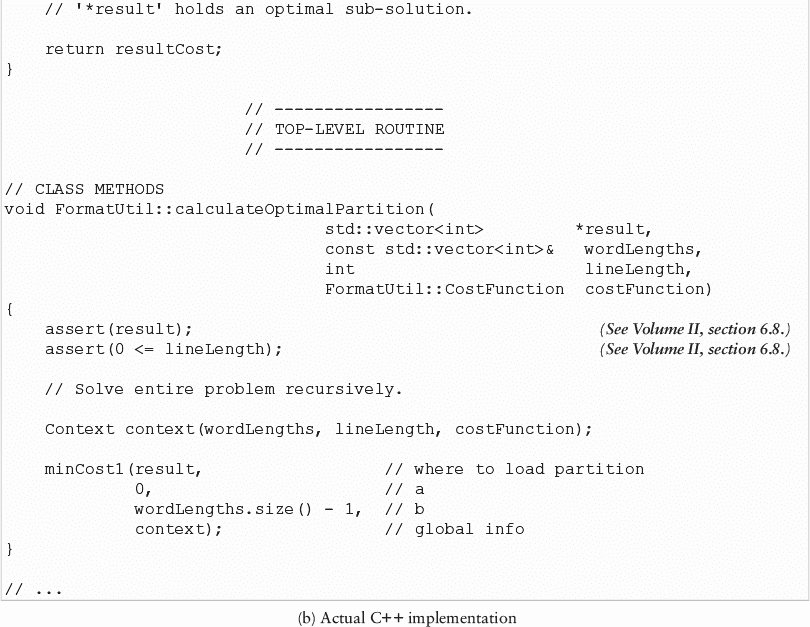 // '*result' holds an optimal sub-solution.
return resultCost;
}
// -----------------
// TOP-LEVEL ROUTINE
// -----------------
// CLASS METHODS
void FormatUtil::calculateOptimalPartition(
std::vector<int>         *result,
const std::vector<int>&   wordLengths,
int                       lineLength,
FormatUtil::CostFunction  costFunction)
{
assert(result); (See Volume II, section 6.8.)
assert(0 <= lineLength); (See Volume II, section 6.8.)
// Solve entire problem recursively.
Context context(wordLengths, lineLength, costFunction);
minCost1(result,                  // where to load partition
0,                       // a
wordLengths.size() - 1,  // b
context);                // global info
}
// ...
(b) Actual C++ implementation